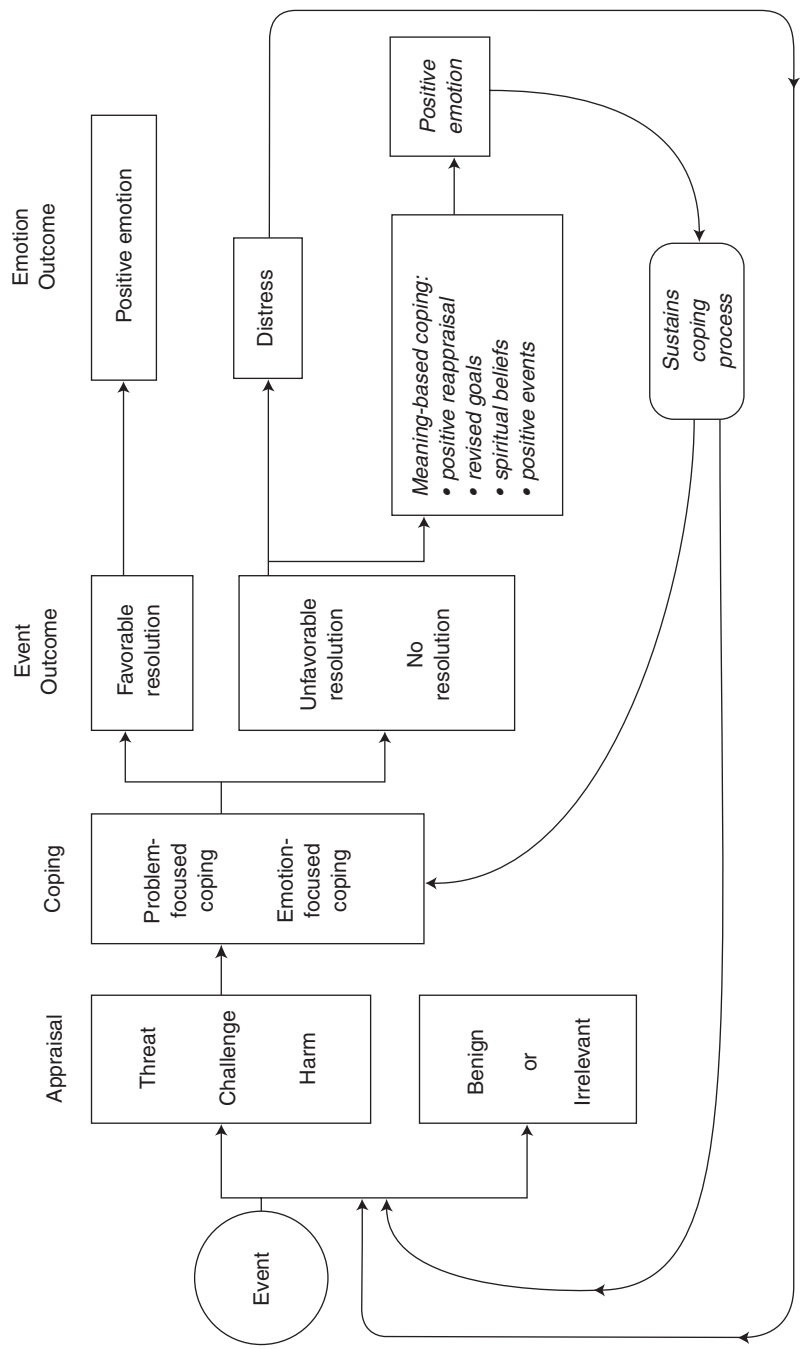 Appraisal
Coping
Event
Outcome
Emotion
Outcome
Event
Threat
Challenge
Harm
Benign
or
Irrelevant
Problem-
focused
coping
Emotion-
focused
coping
Favorable
resolution
Unfavorable
resolution
No
resolution
Positive emotion
Distress
Meaning-based coping:
• positive reappraisal
• revised goals
• spiritual beliefs
• positive events
Positive
emotion
Sustains
coping
process